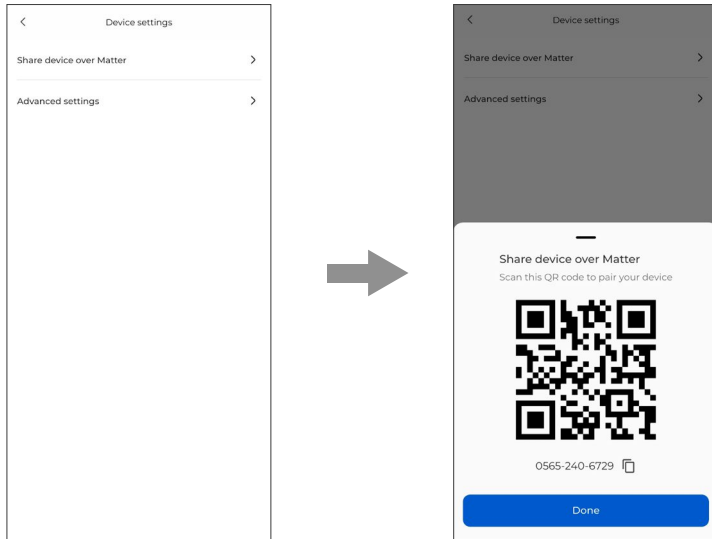 Device settings
Share device over Matter
Advanced settings
Device settings
Share device over Matter
Advanced settings
Share device over Matter
Scan this QR code to pair your device
0565-240-6729
Done